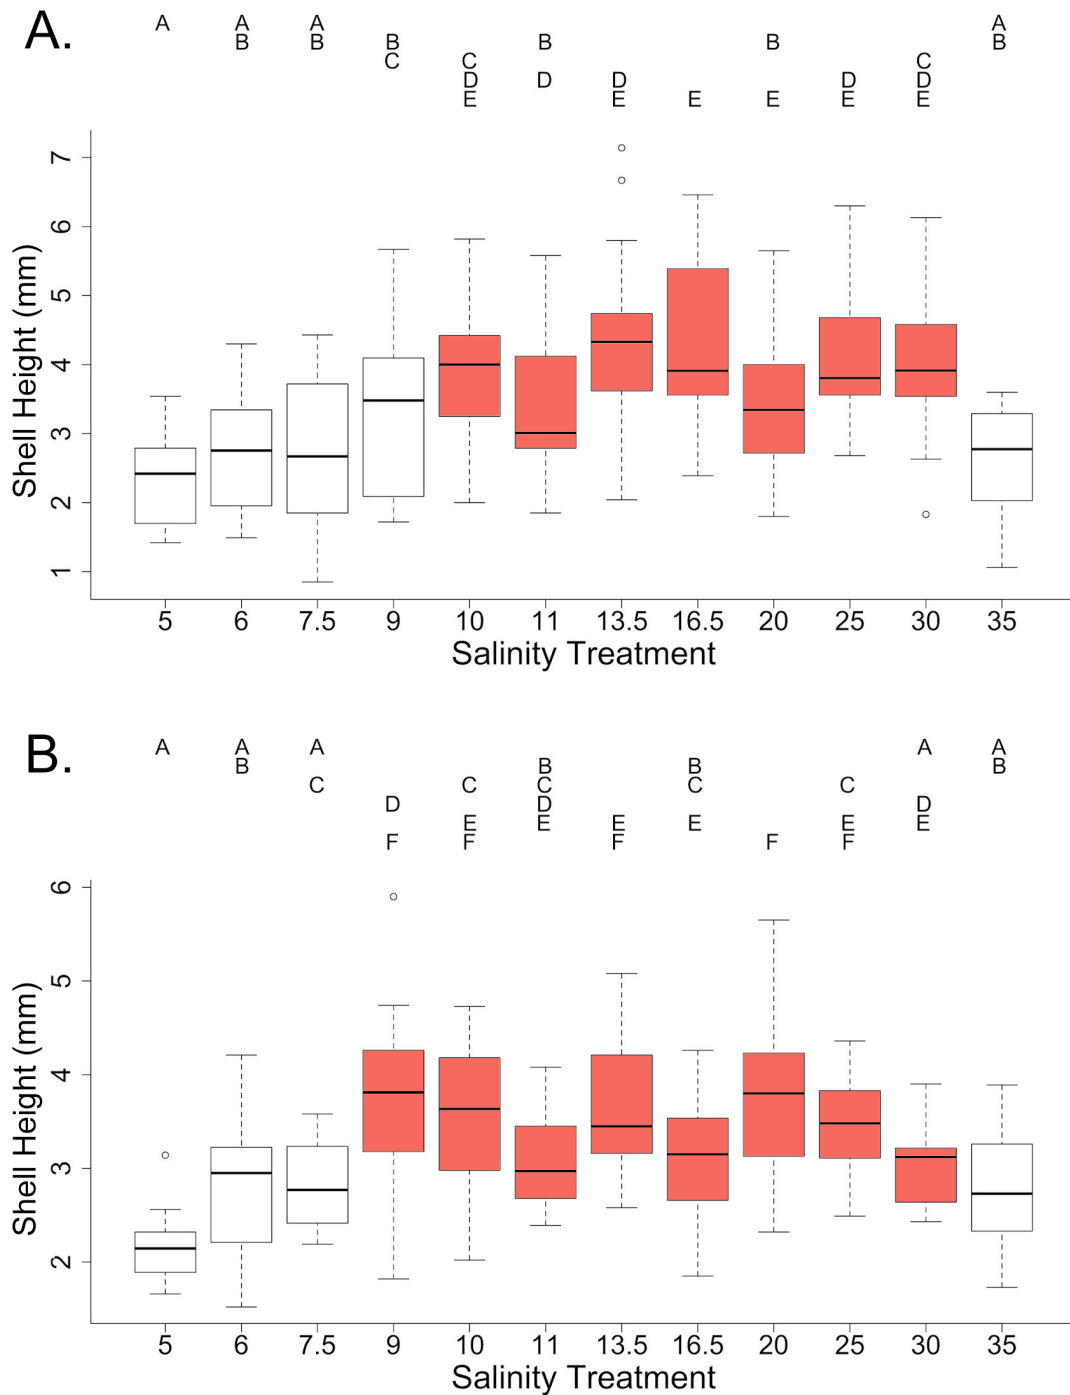 A.
A A A B A
B B B B B B
C C C
D D D D D
E E E E E E
7
6
5
4
3
2
1
Shell Height (mm)
5 6 7.5 9 10 11 13.5 16.5 20 25 30 35
Salinity Treatment
B.
A A A A A
B B B B
C C C C C
D D D
E E E E E E
F F F F F
6
5
4
3
2
Shell Height (mm)
5 6 7.5 9 10 11 13.5 16.5 20 25 30 35
Salinity Treatment